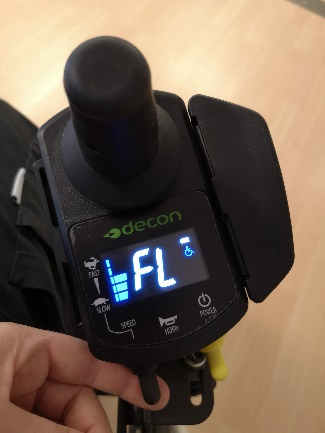 decon
FL
FAST
SLOW
SPEED
HORN
POWER